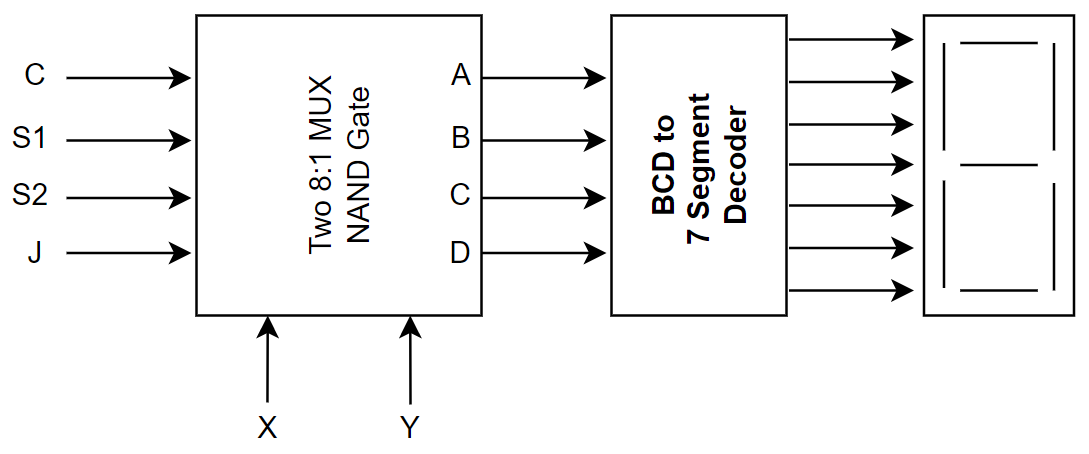 C
S1
S2
J
Two 8:1 MUX
NAND Gate
A
B
C
D
X
Y
BCD to
7 Segment
Decoder